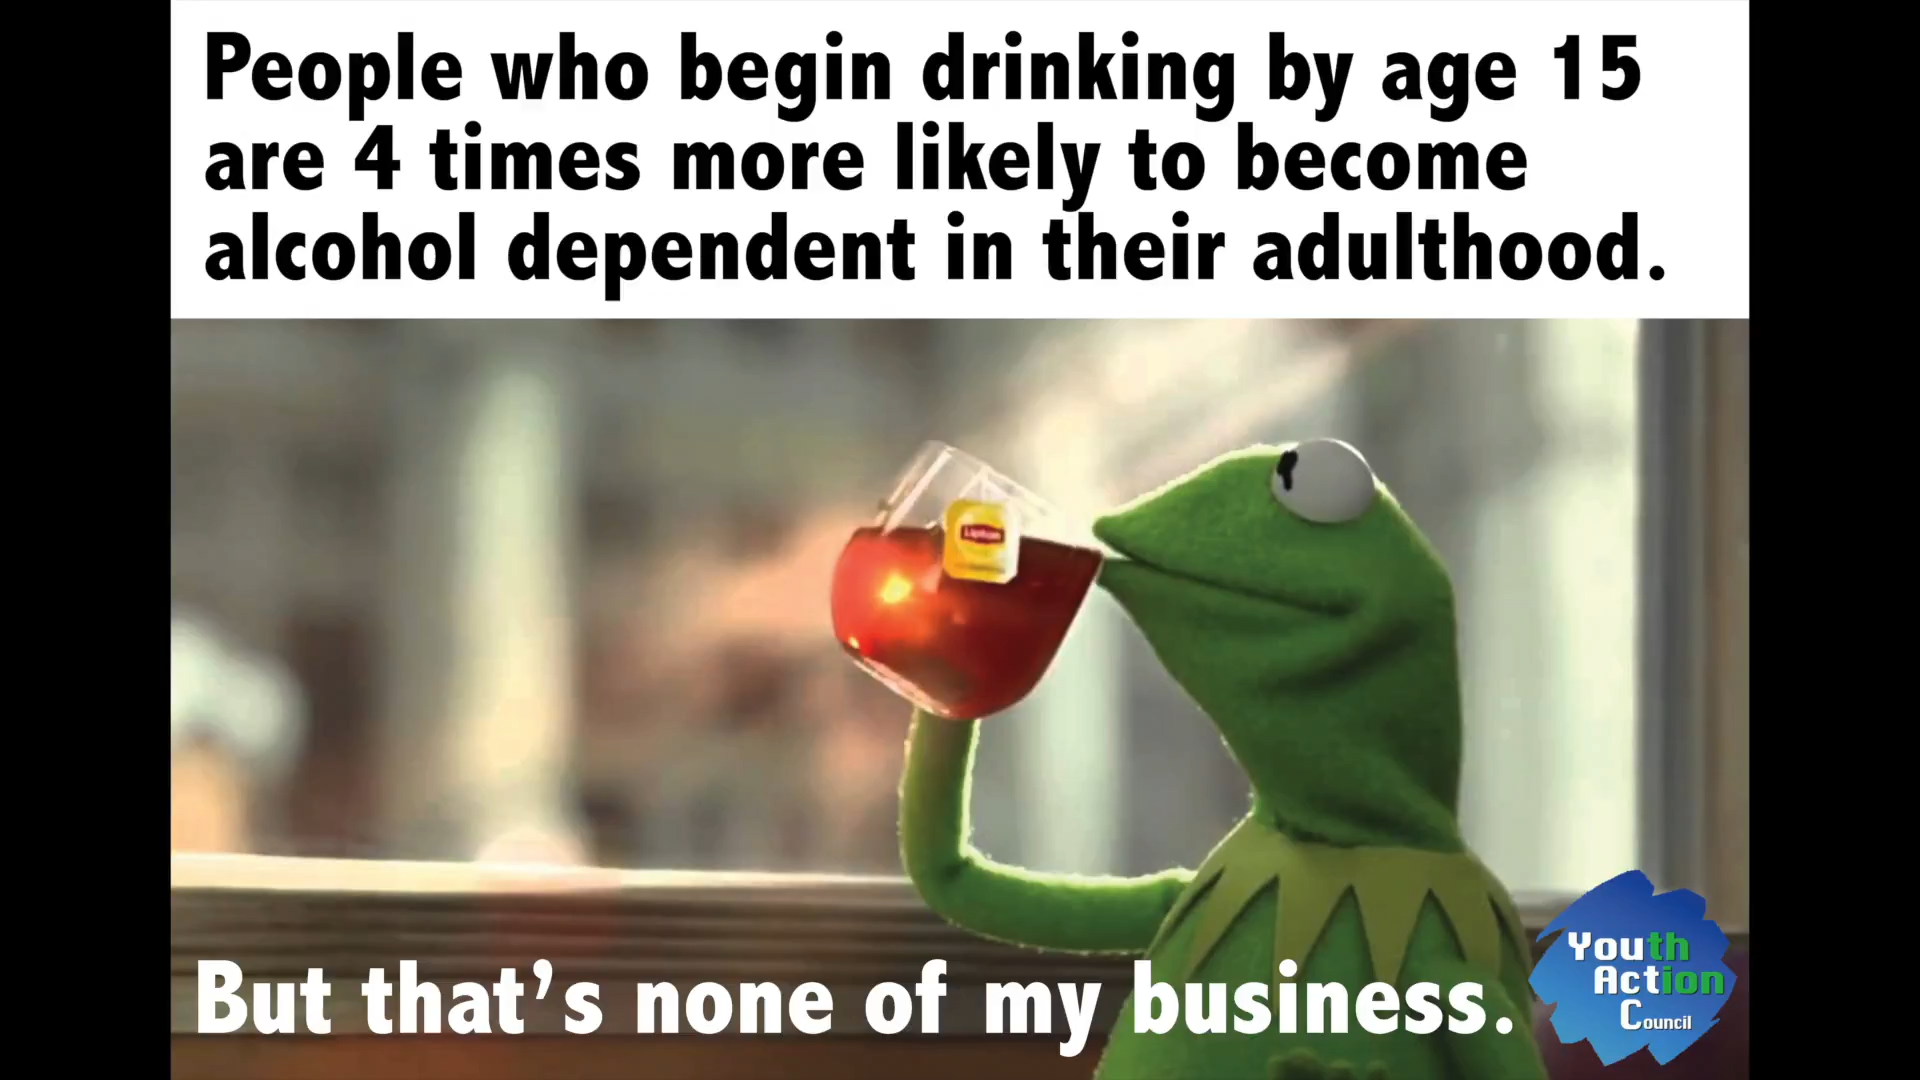 People who begin drinking by age 15
are 4 times more likely to become
alcohol dependent in their adulthood.
Lipton
But that's none of my business.
Youth
Action
Council